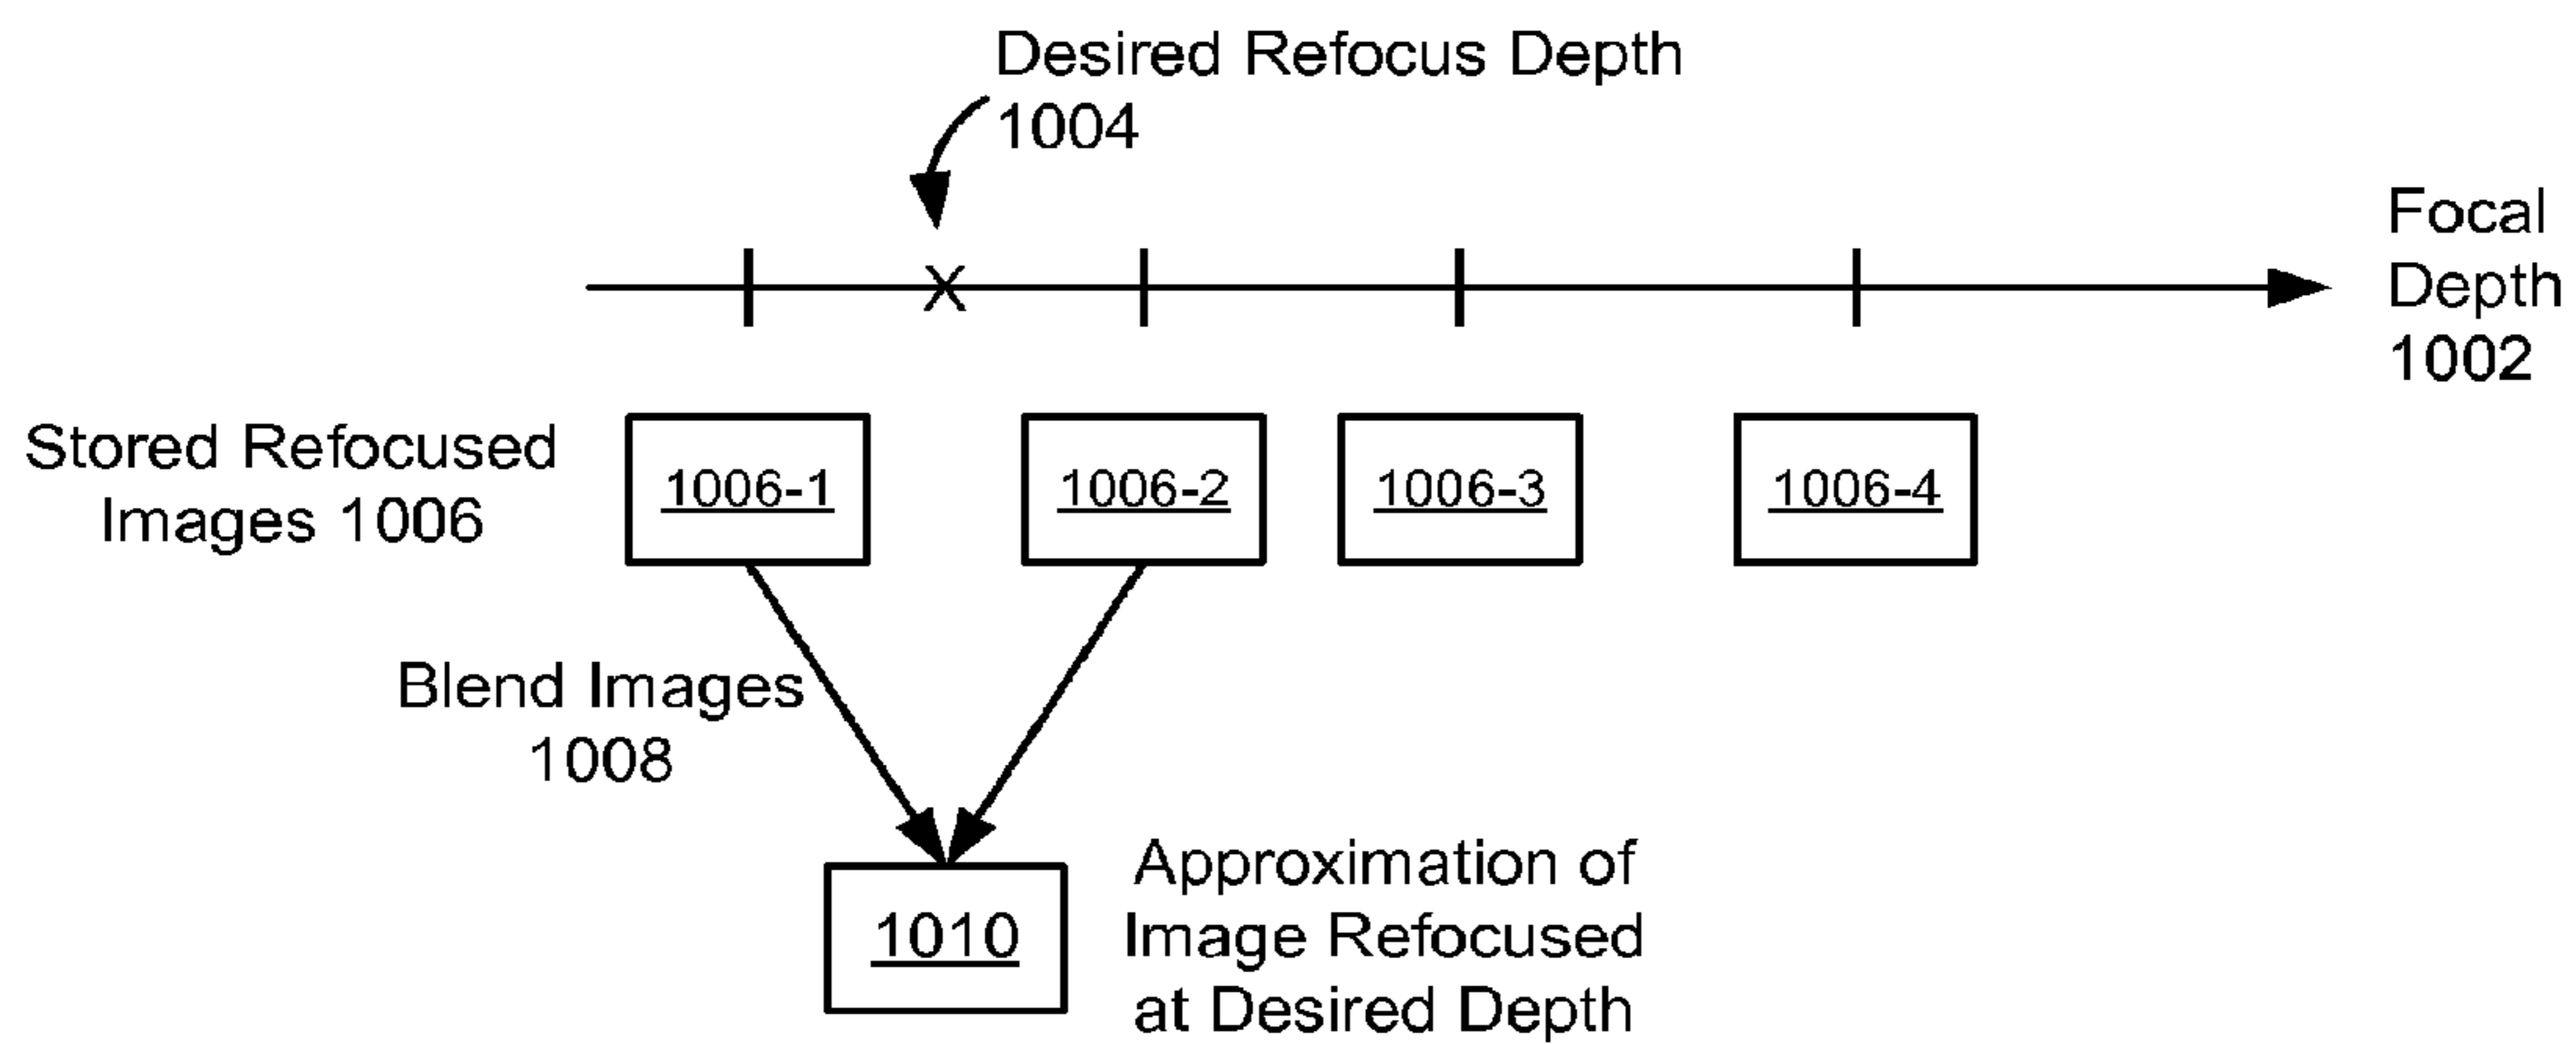 Desired Refocus Depth
1004
Focal
Depth
1002
X
Stored Refocused
Images 1006
1006-1
1006-2
1006-3
1006-4
Blend Images
1008
1010
Approximation of
Image Refocused
at Desired Depth